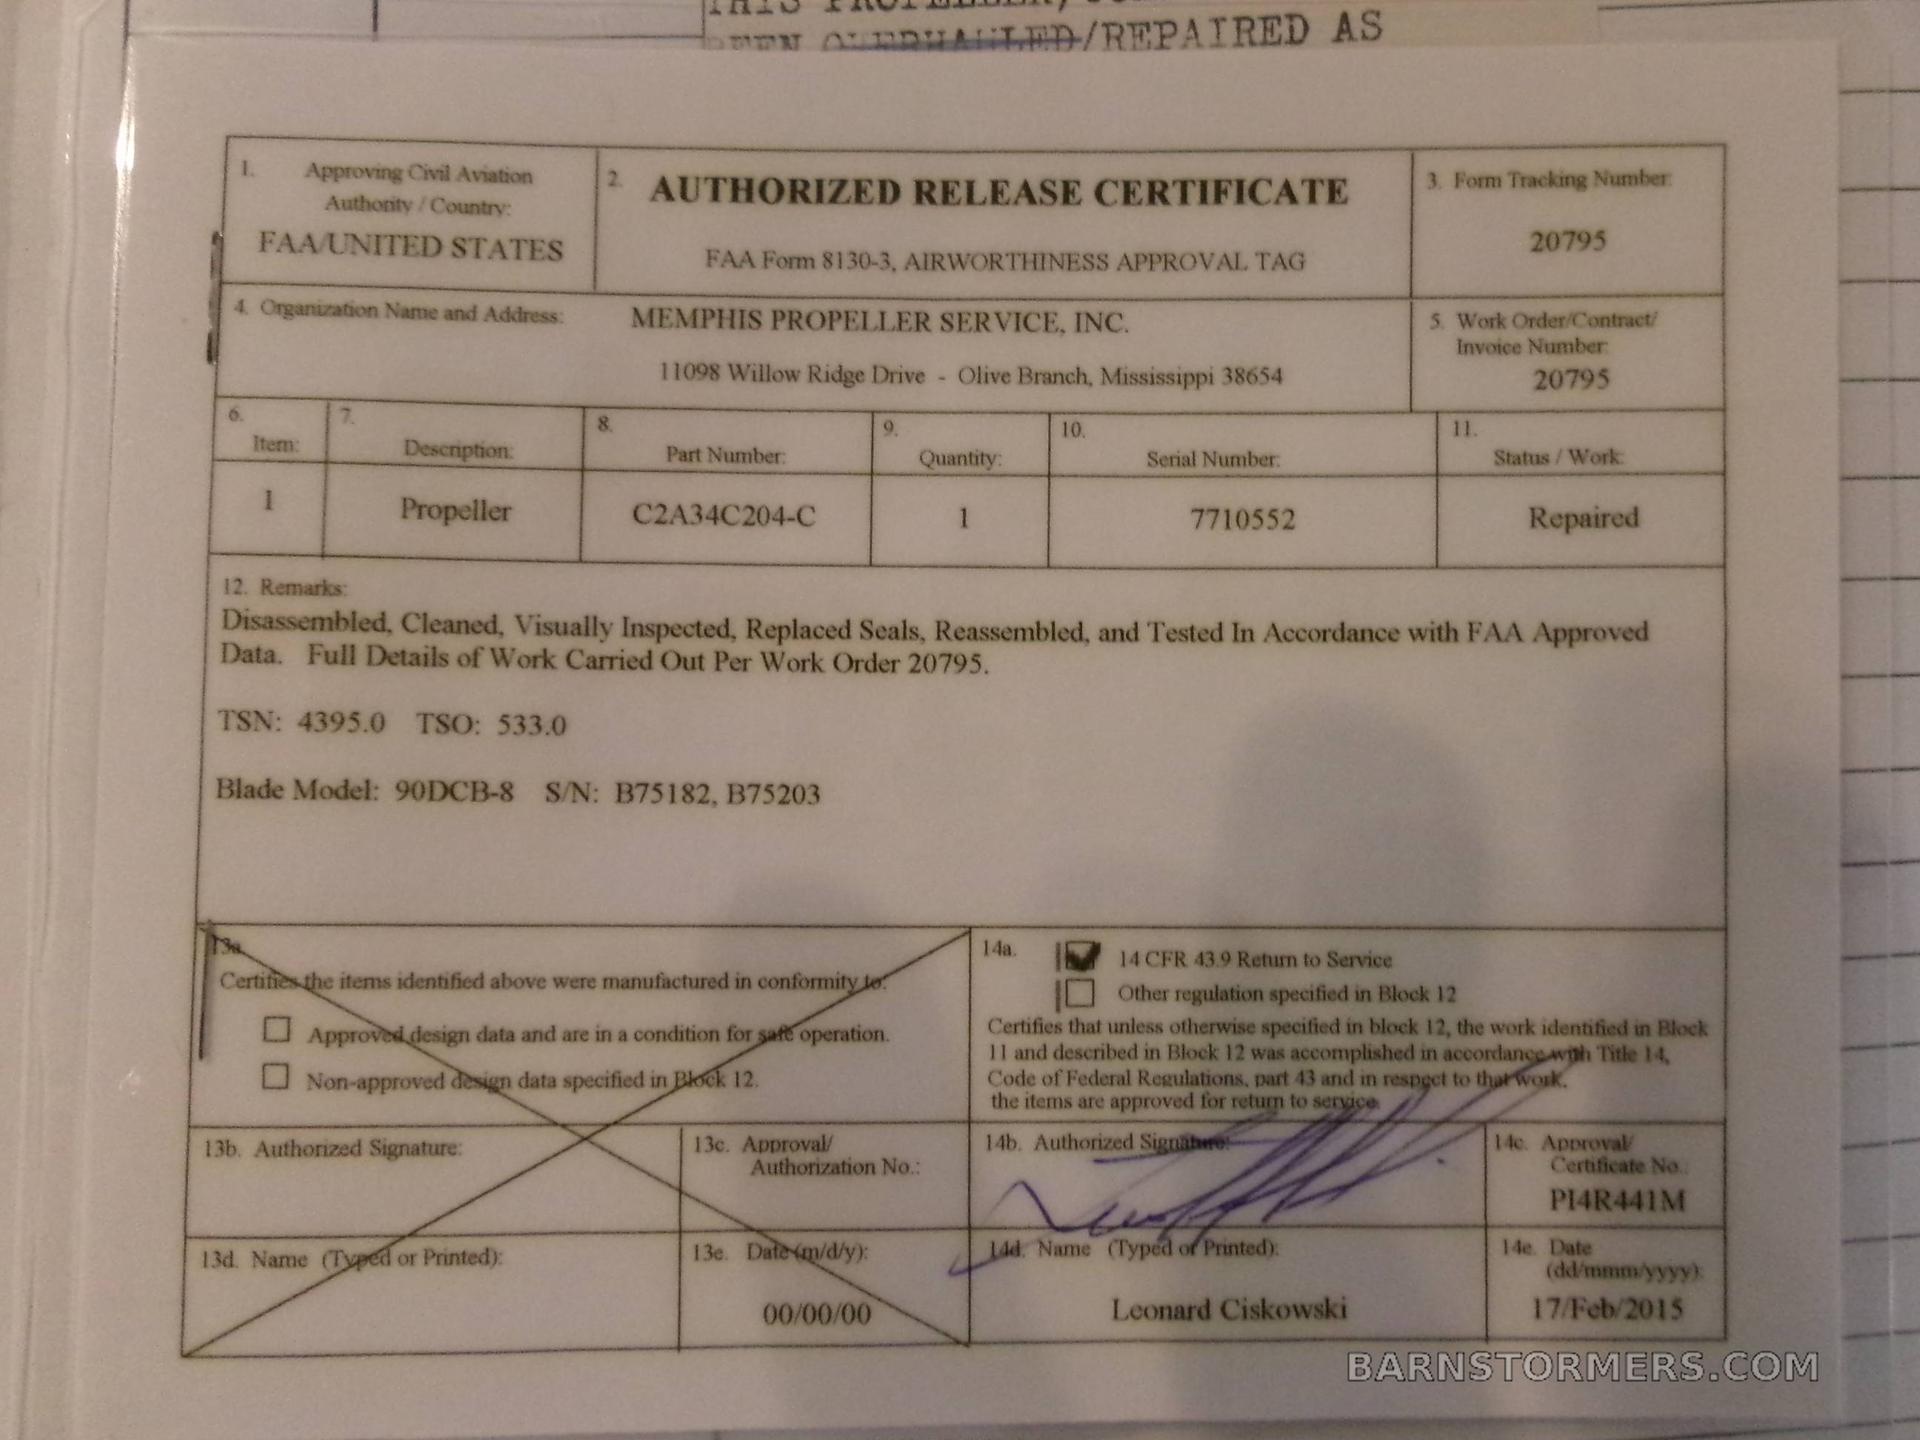 BEEN OVERHAULED/REPAIRED AS
1. Approving Civil Aviation
Authority / Country:
FAA/UNITED STATES
2. AUTHORIZED RELEASE CERTIFICATE
FAA Form 8130-3, AIRWORTHINESS APPROVAL TAG
3. Form Tracking Number:
20795
4. Organization Name and Address: MEMPHIS PROPELLER SERVICE, INC.
11098 Willow Ridge Drive - Olive Branch, Mississippi 38654
5. Work Order/Contract/
Invoice Number:
20795
6. Item:
7. Description:
8. Part Number:
9. Quantity:
10. Serial Number:
11. Status / Work:
1 Propeller C2A34C204-C 1 7710552 Repaired
12. Remarks:
Disassembled, Cleaned, Visually Inspected, Replaced Seals, Reassembled, and Tested In Accordance with FAA Approved
Data. Full Details of Work Carried Out Per Work Order 20795.
TSN: 4395.0 TSO: 533.0
Blade Model: 90DCB-8 S/N: B75182, B75203
13a.
Certifies the items identified above were manufactured in conformity to:
Approved design data and are in a condition for safe operation.
Non-approved design data specified in Block 12.
14a. 14 CFR 43.9 Return to Service
Other regulation specified in Block 12
Certifies that unless otherwise specified in block 12, the work identified in Block
11 and described in Block 12 was accomplished in accordance with Title 14,
Code of Federal Regulations, part 43 and in respect to that work,
the items are approved for return to service.
13b. Authorized Signature:
13c. Approval/
Authorization No.:
14b. Authorized Signature:
14c. Approval/
Certificate No.:
PI4R441M
13d. Name (Typed or Printed):
13e. Date (m/d/y):
00/00/00
14d. Name (Typed or Printed):
Leonard Ciskowski
14e. Date
(dd/mmm/yyyy):
17/Feb/2015
BARNSTORMERS.COM